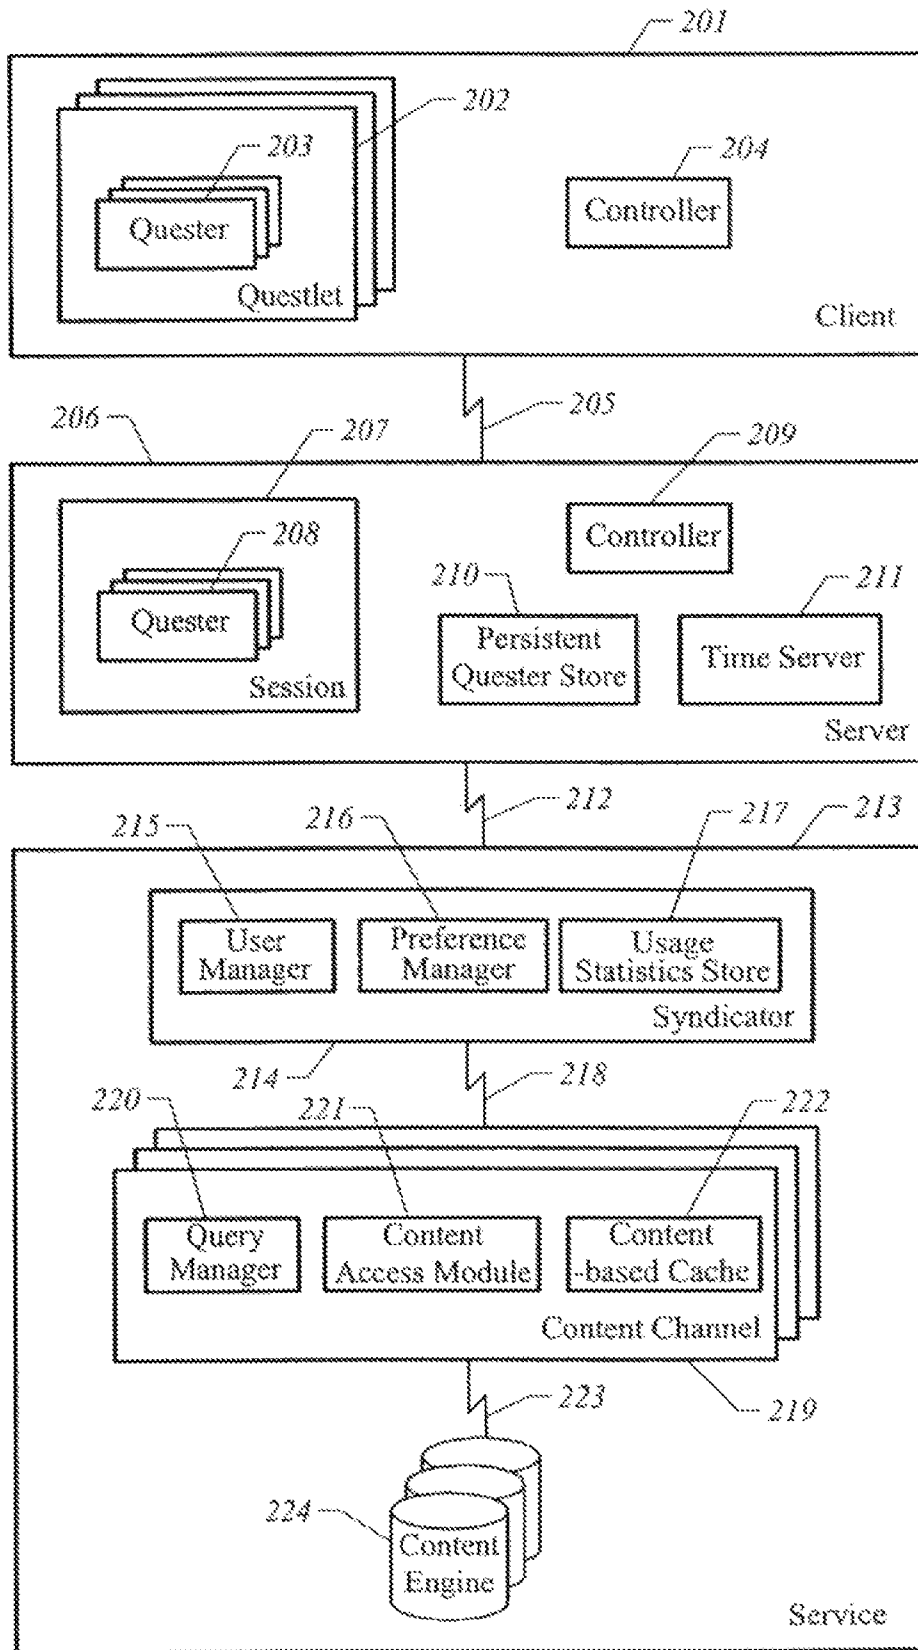 201
202
203
204
Quester
Controller
Questlet
Client
205
206
207
209
208
Controller
210
211
Quester
Persistent
Quester Store
Time Server
Session
Server
212
213
215
216
217
User
Manager
Preference
Manager
Usage
Statistics Store
Syndicator
214
218
220
221
222
Query
Manager
Content
Access Module
Content
-based Cache
Content Channel
219
223
224
Content
Engine
Service